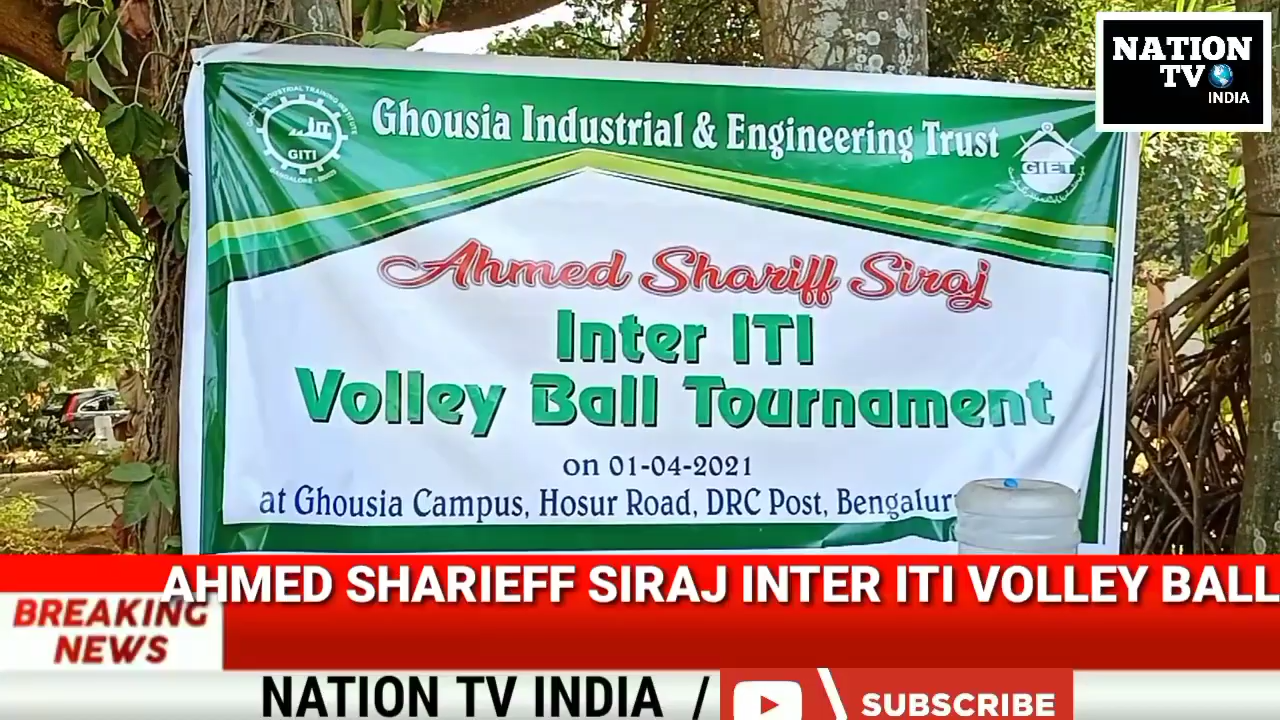 NATION
TV
INDIA
Ghousia Industrial & Engineering Trust
GITI
GIET
Ahmed Shariff Siraj
Inter ITI
Volley Ball Tournament
on 01-04-2021
at Ghousia Campus, Hosur Road, DRC Post,
AHMED SHARIEFF SIRAJ INTER ITI VOLLEY BALL
BREAKING
NEWS
NATION TV INDIA /
SUBSCRIBE